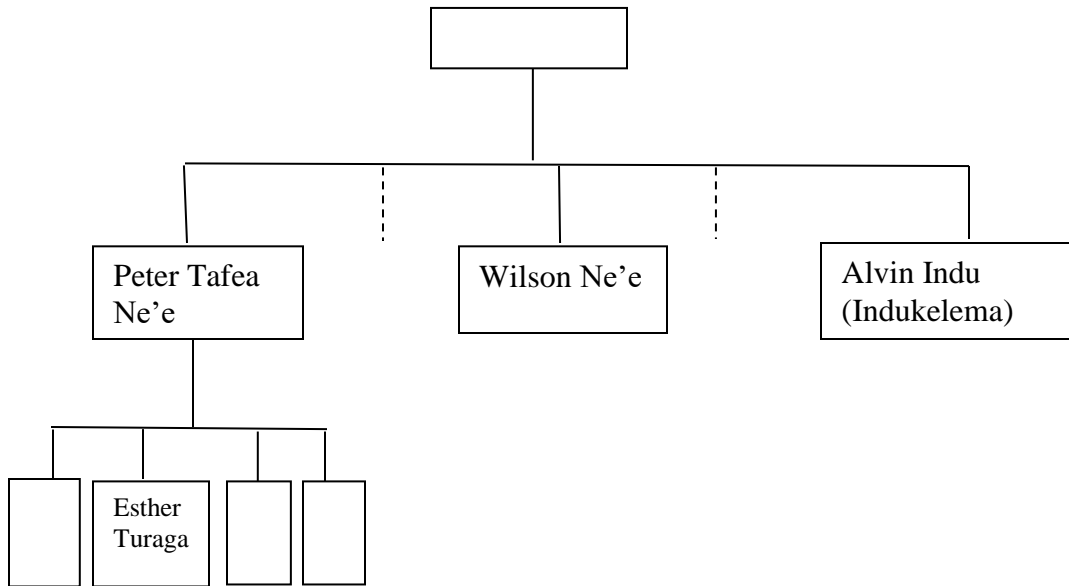 Peter Tafea
Ne’e
Wilson Ne’e
Alvin Indu
(Indukelema)
Esther
Turaga